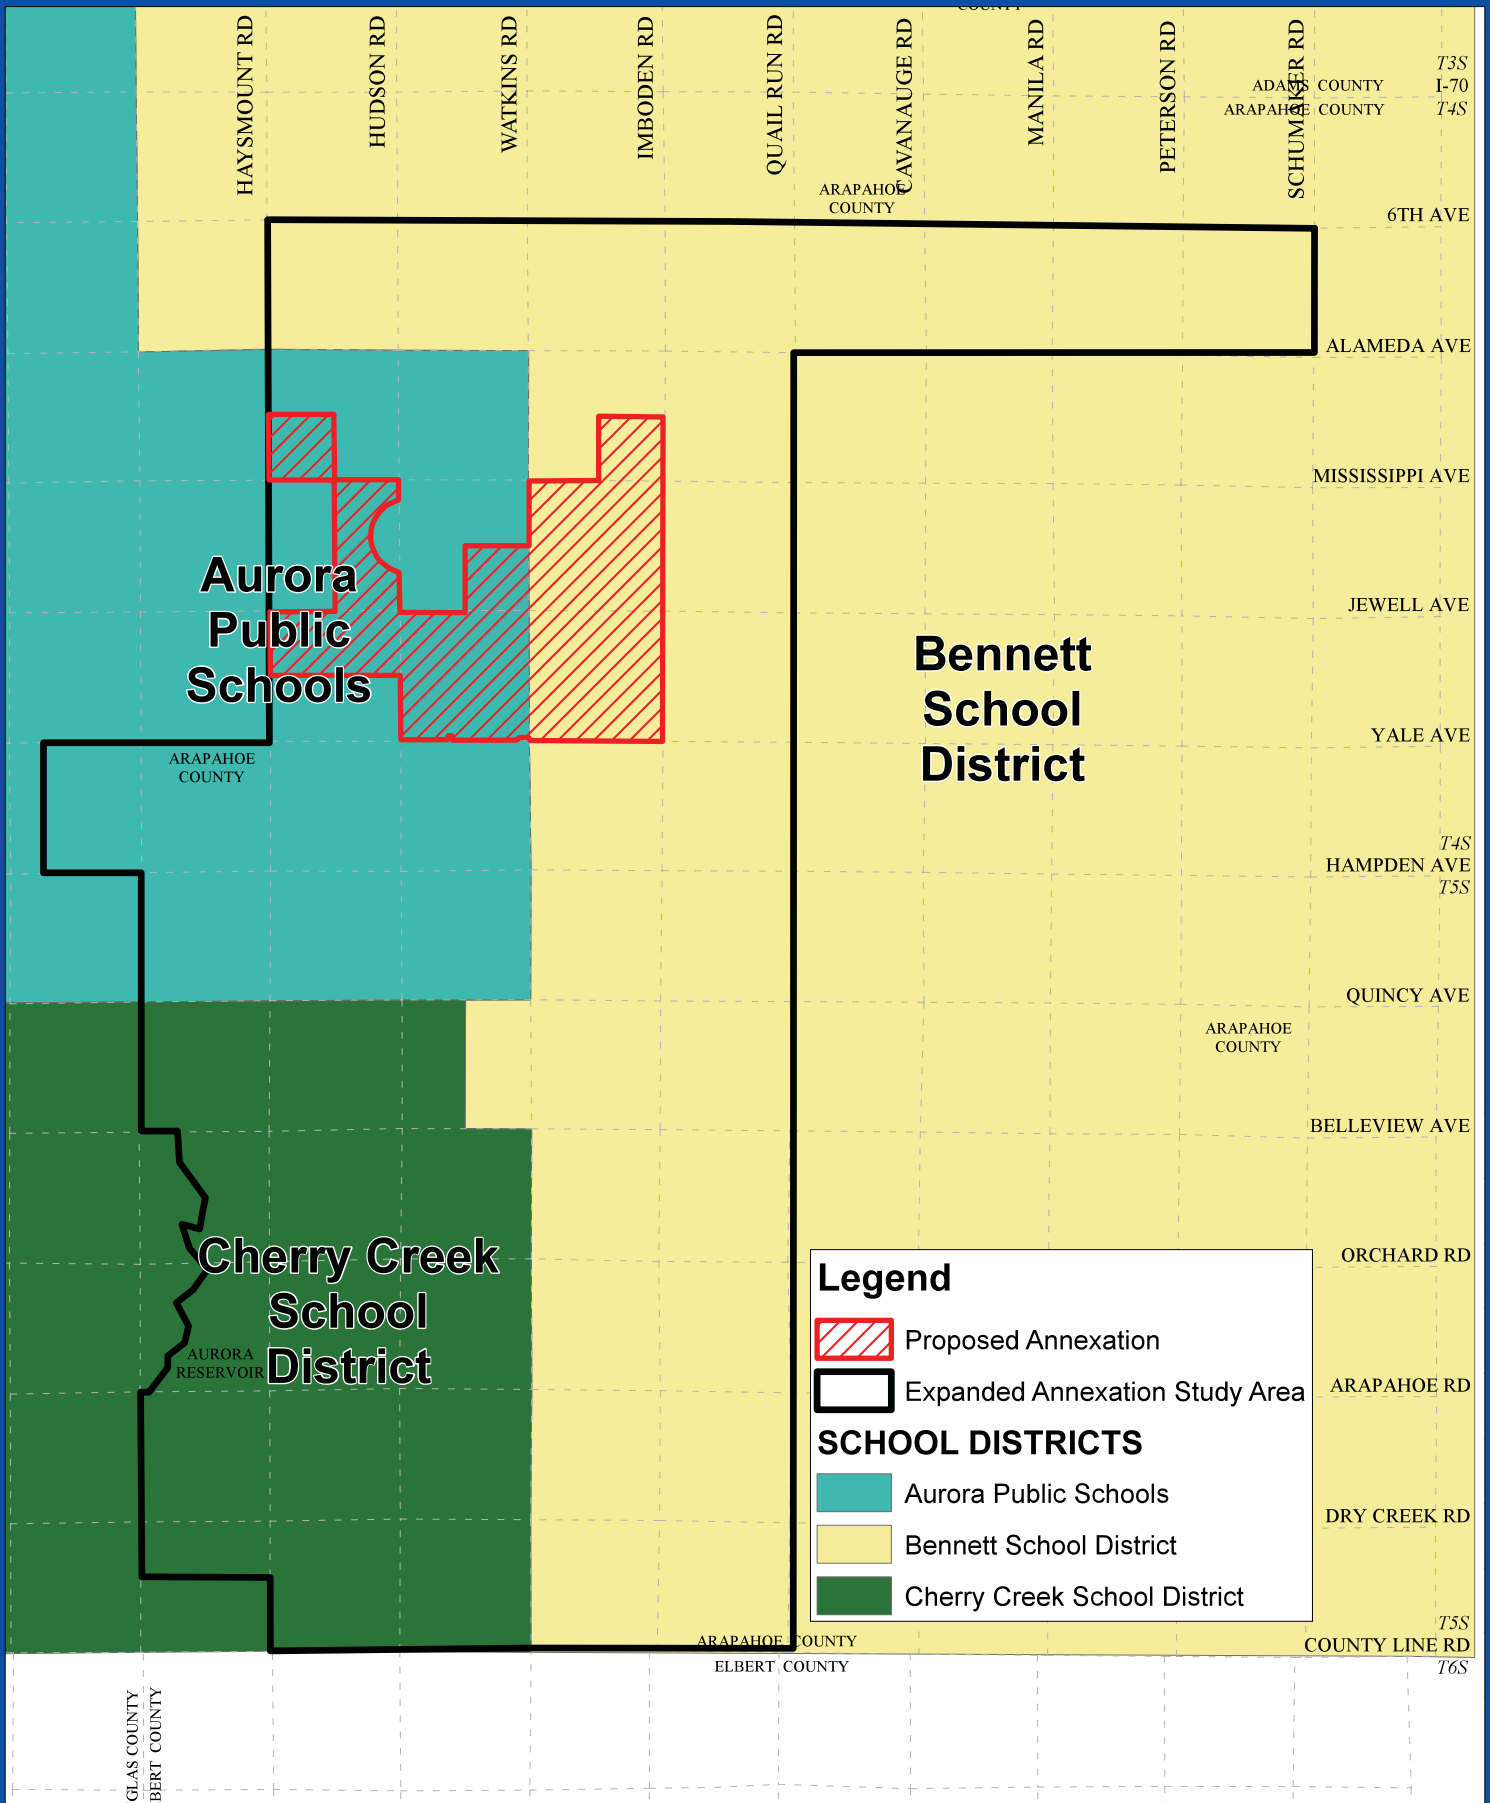 COUNTY
HAYSMOUNT RD
HUDSON RD
WATKINS RD
IMBODEN RD
QUAIL RUN RD
CAVANAUGE RD
MANILA RD
PETERSON RD
SCHUMAKER RD
T3S
ADAMS COUNTY
I-70
ARAPAHOE COUNTY
T4S
ARAPAHOE
COUNTY
6TH AVE
ALAMEDA AVE
MISSISSIPPI AVE
Aurora
Public
Schools
JEWELL AVE
Bennett
School
District
YALE AVE
ARAPAHOE
COUNTY
T4S
HAMPDEN AVE
T5S
QUINCY AVE
ARAPAHOE
COUNTY
BELLEVIEW AVE
Cherry Creek
School
District
ORCHARD RD
AURORA
RESERVOIR
ARAPAHOE RD
DRY CREEK RD
Legend
Proposed Annexation
Expanded Annexation Study Area
SCHOOL DISTRICTS
Aurora Public Schools
Bennett School District
Cherry Creek School District
T5S
ARAPAHOE COUNTY
COUNTY LINE RD
ELBERT COUNTY
T6S
GLAS COUNTY
BERT COUNTY